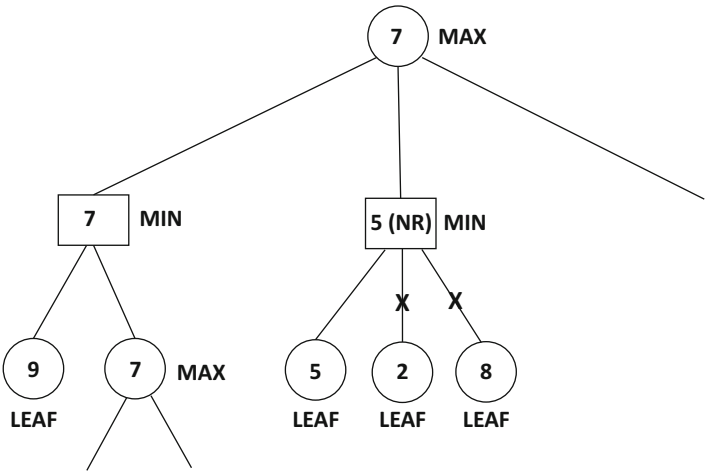 7 MAX
7 MIN
5 (NR) MIN
X X
9
7 MAX
5
2
8
LEAF
LEAF
LEAF
LEAF